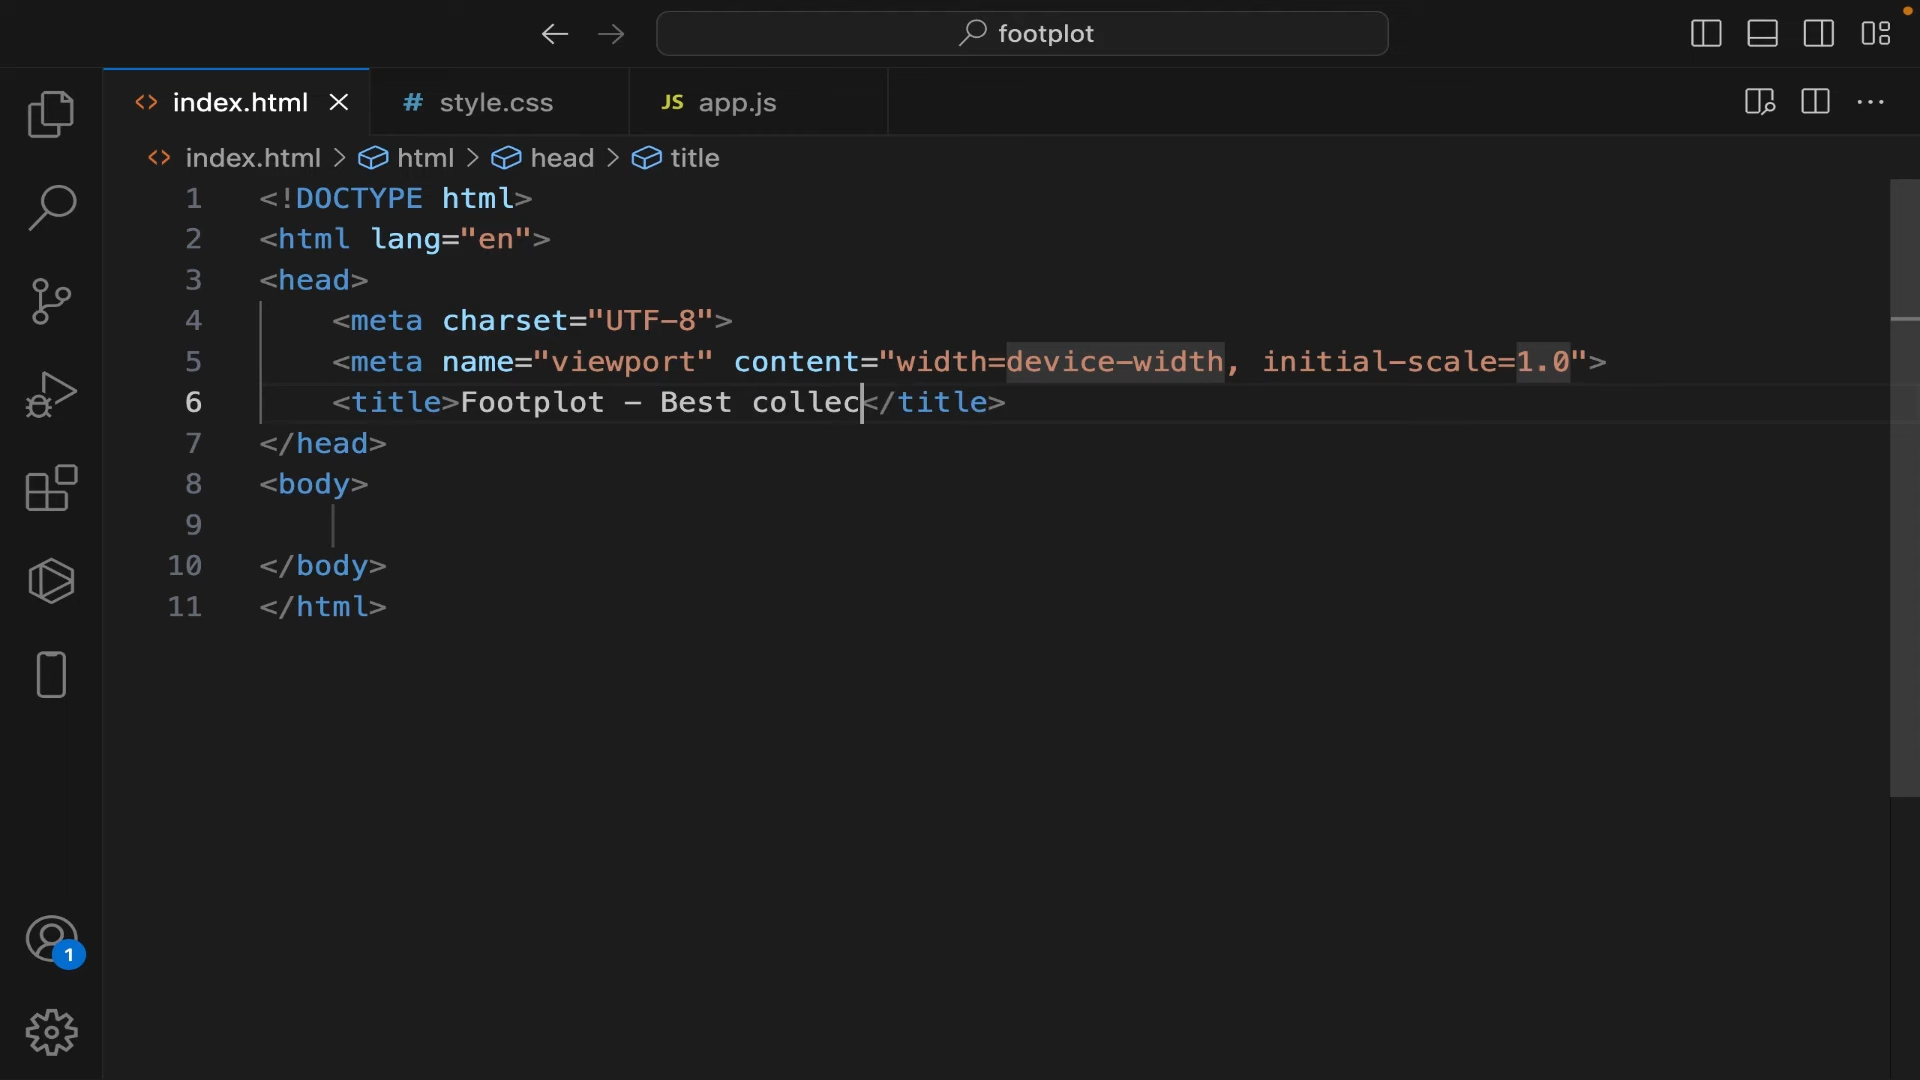 footplot
<> index.html × # style.css JS app.js
<> index.html > html > head > title
1 <!DOCTYPE html>
2 <html lang="en">
3 <head>
4     <meta charset="UTF-8">
5     <meta name="viewport" content="width=device-width, initial-scale=1.0">
6     <title>Footplot - Best collec</title>
7 </head>
8 <body>
9
10 </body>
11 </html>
1